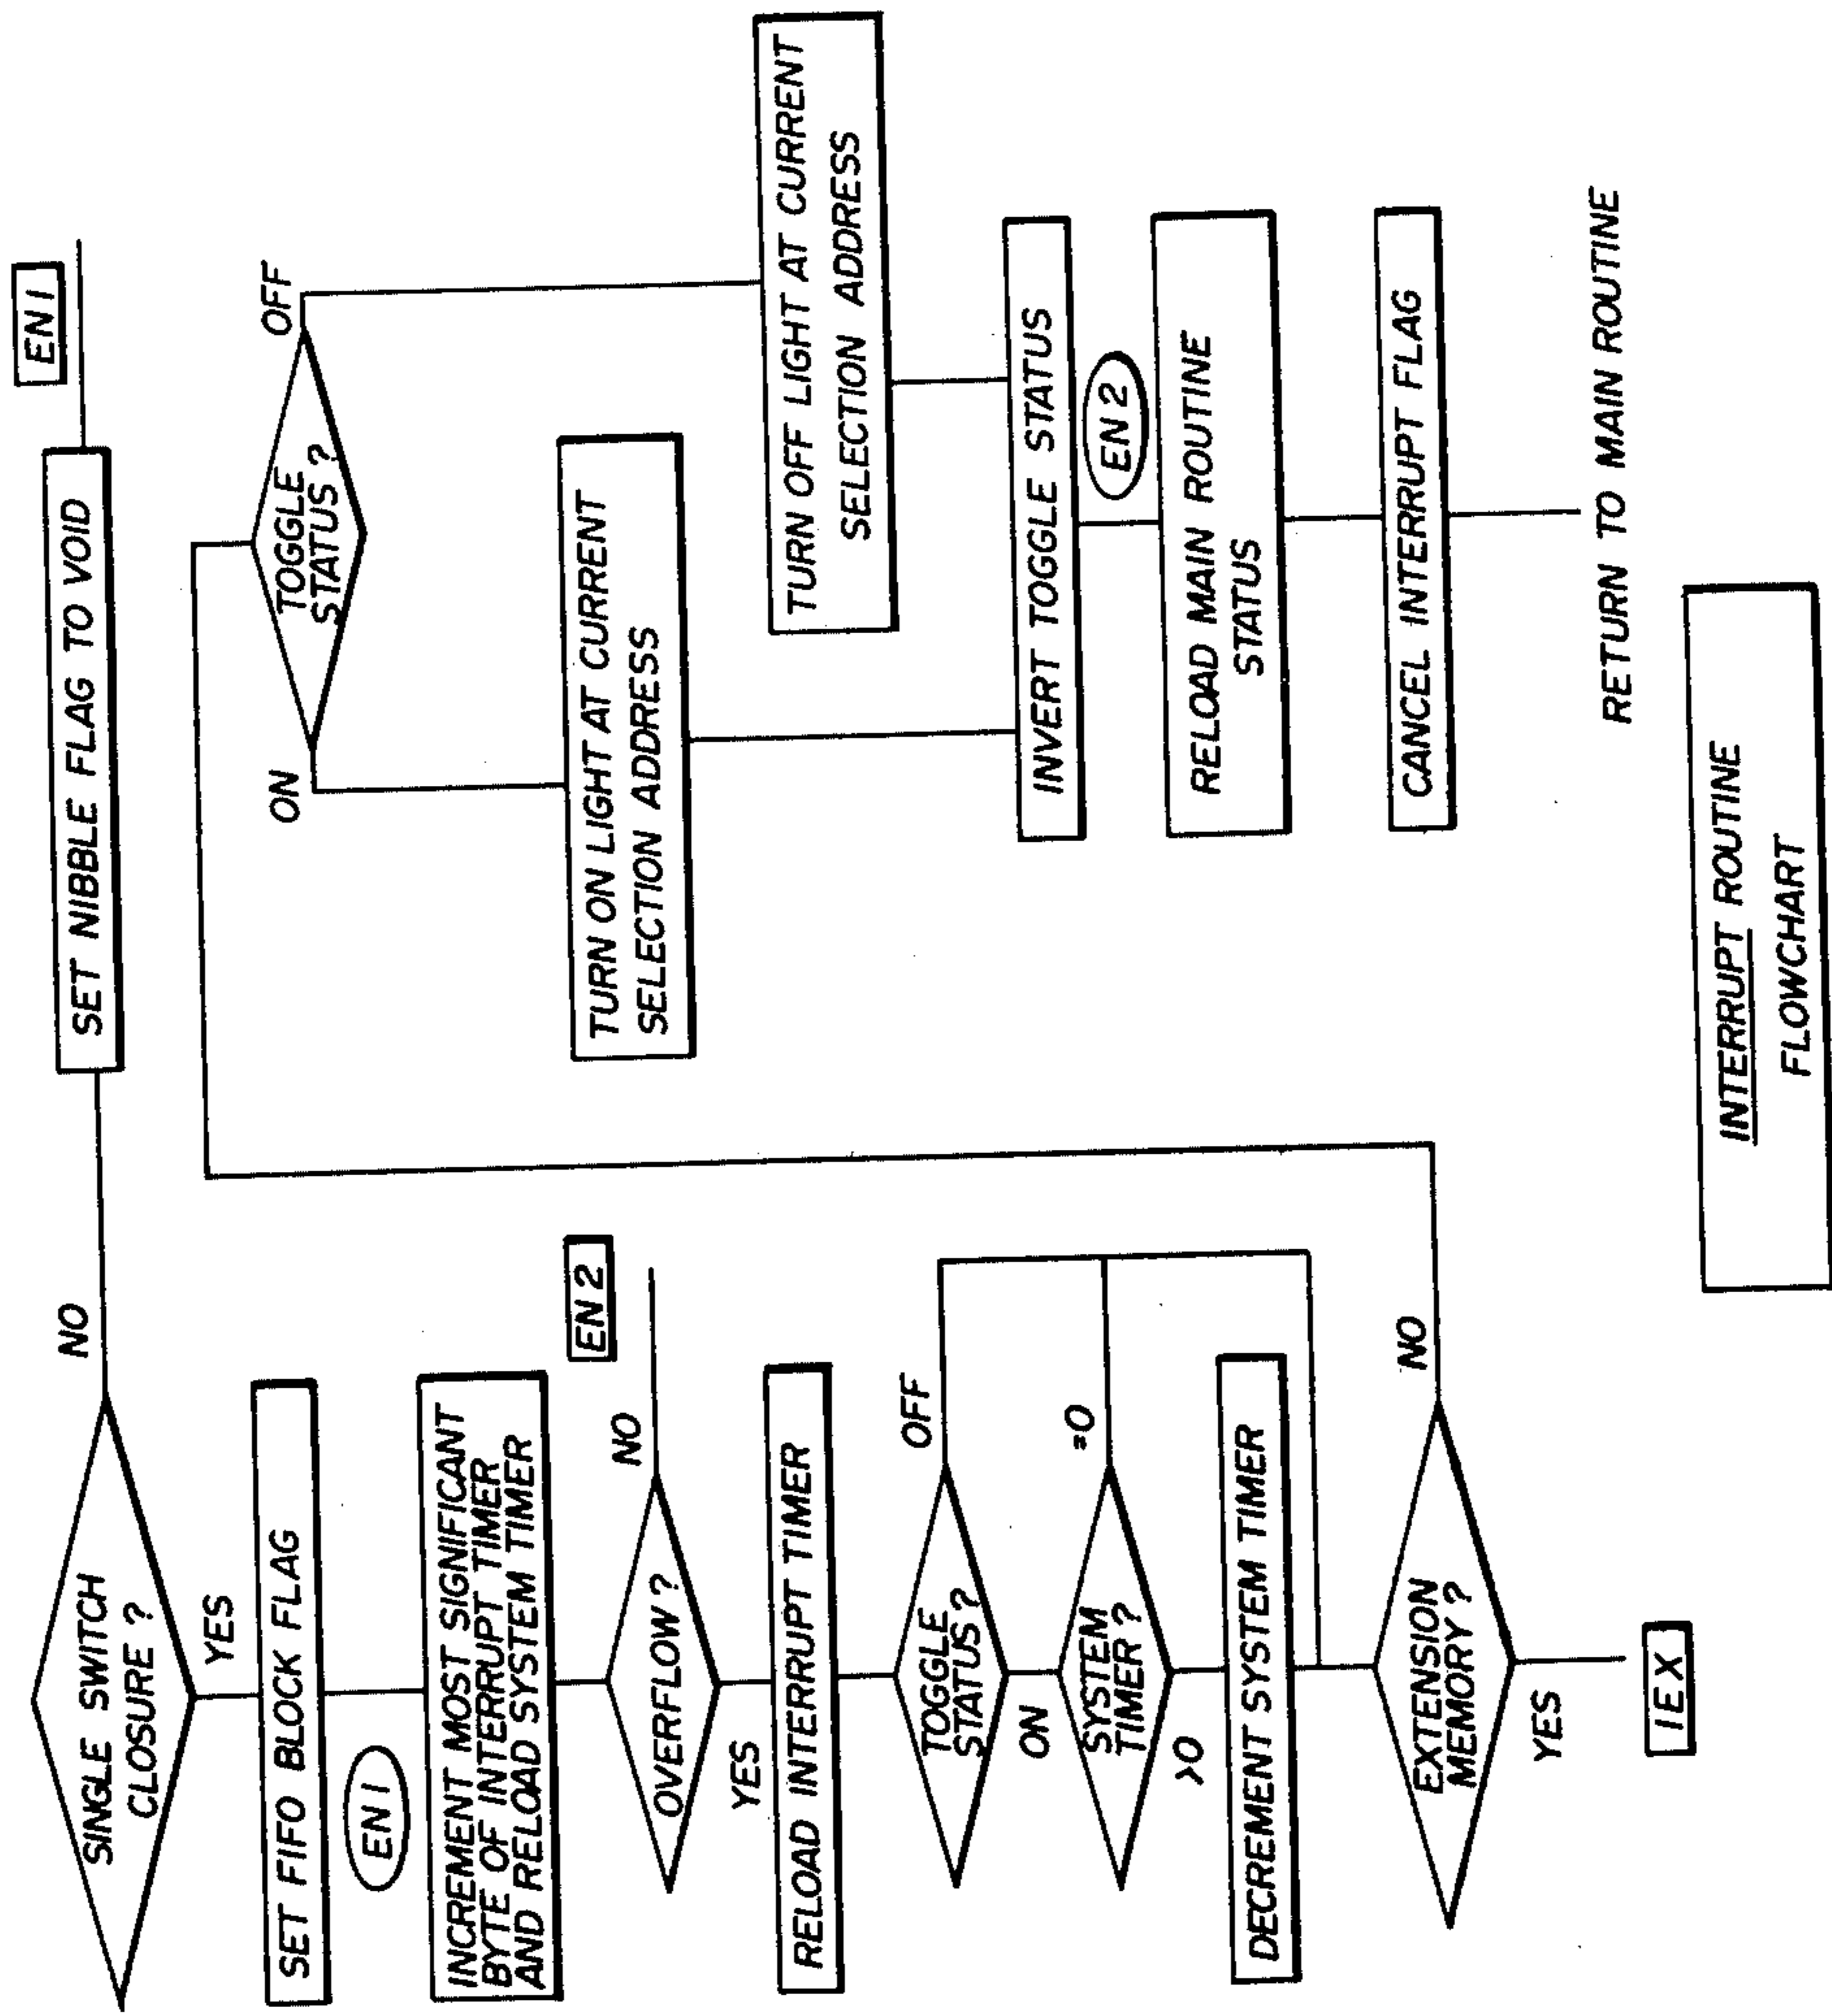 SINGLE SWITCH
CLOSURE?
NO
SET NIBBLE FLAG TO VOID
EN 1
YES
SET FIFO BLOCK FLAG
EN 1
INCREMENT MOST SIGNIFICANT
BYTE OF INTERRUPT TIMER
AND RELOAD SYSTEM TIMER
EN 2
OVERFLOW?
NO
YES
RELOAD INTERRUPT TIMER
TOGGLE
STATUS?
OFF
ON
SYSTEM
TIMER?
=0
>0
DECREMENT SYSTEM TIMER
EXTENSION
MEMORY?
NO
YES
IEX
TOGGLE
STATUS?
ON
OFF
TURN ON LIGHT AT CURRENT
SELECTION ADDRESS
TURN OFF LIGHT AT CURRENT
SELECTION ADDRESS
INVERT TOGGLE STATUS
EN 2
RELOAD MAIN ROUTINE
STATUS
CANCEL INTERRUPT FLAG
RETURN TO MAIN ROUTINE
INTERRUPT ROUTINE
FLOWCHART